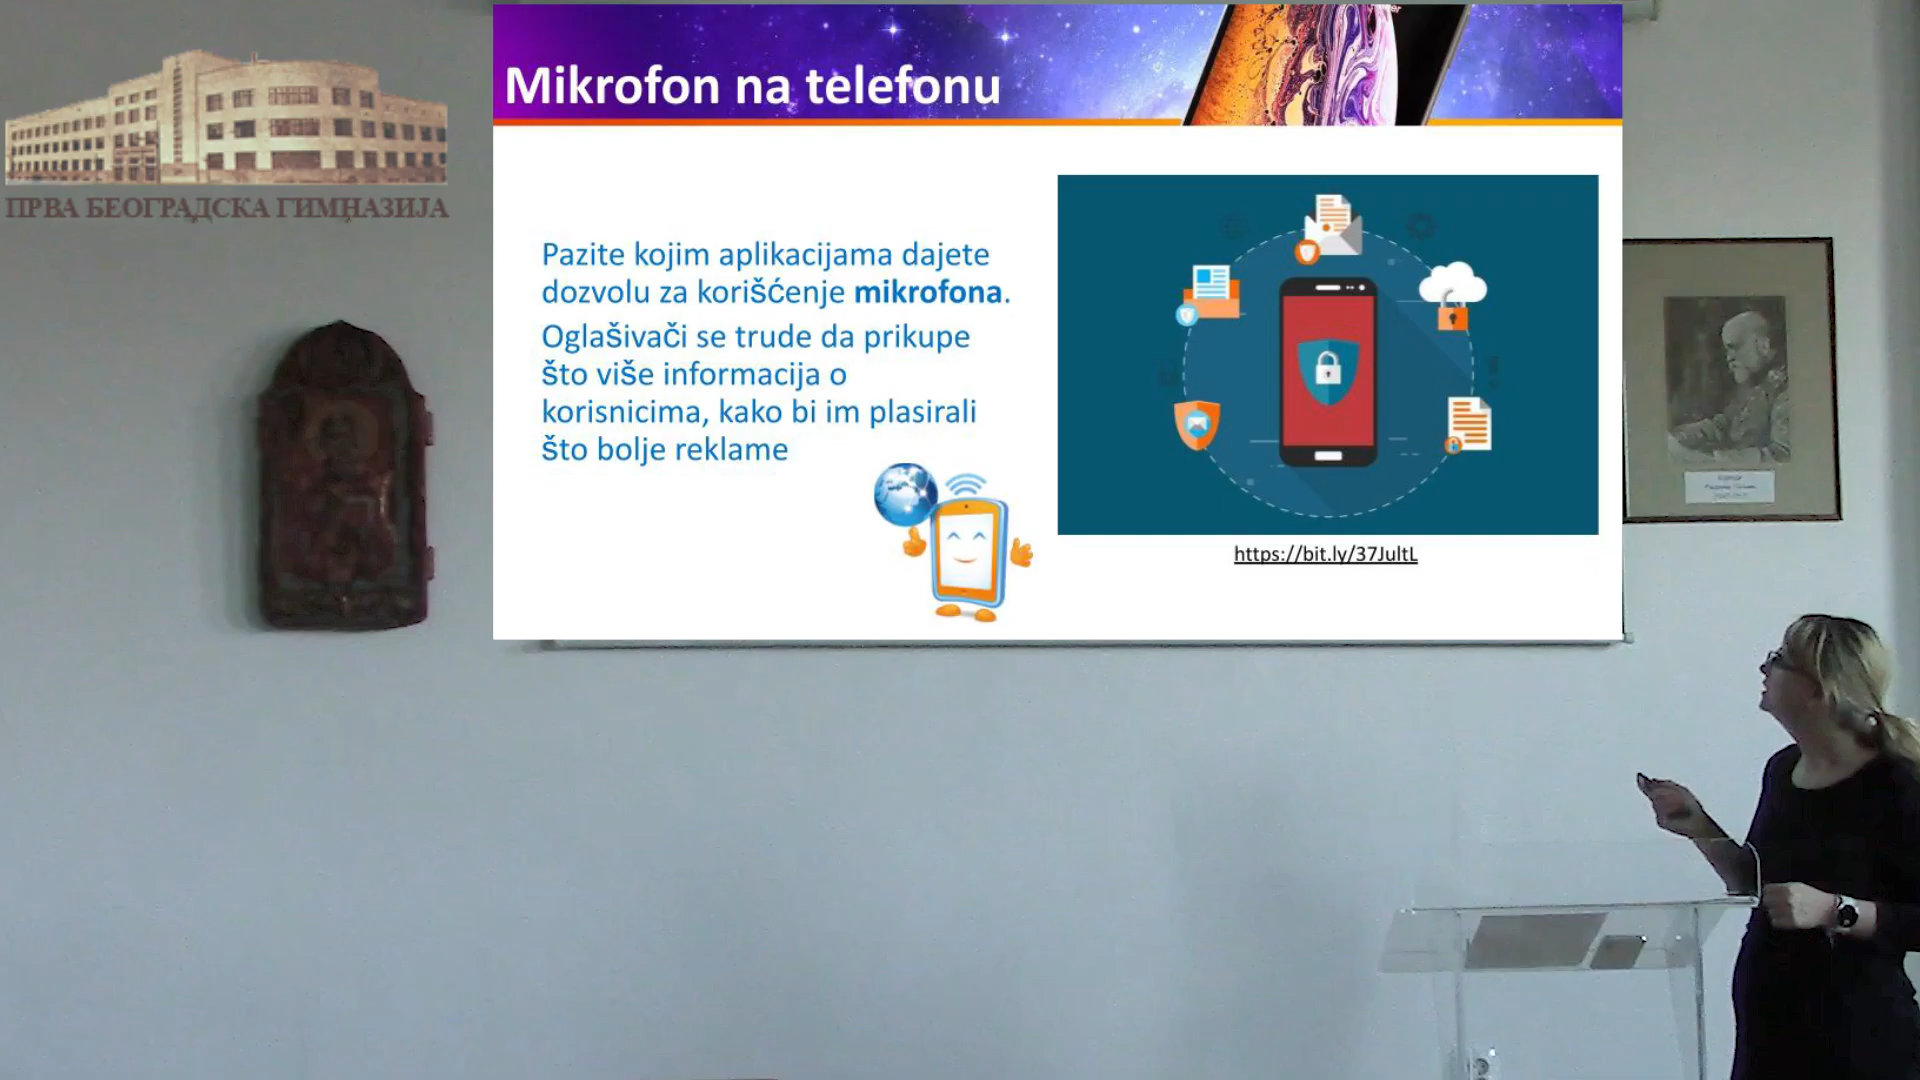 ПРВА БЕОГРАДСКА ГИМНАЗИЈА
Mikrofon na telefonu
Pazite kojim aplikacijama dajete
dozvolu za korišćenje mikrofona.
Oglašivači se trude da prikupe
što više informacija o
korisnicima, kako bi im plasirali
što bolje reklame
https://bit.ly/37JultL